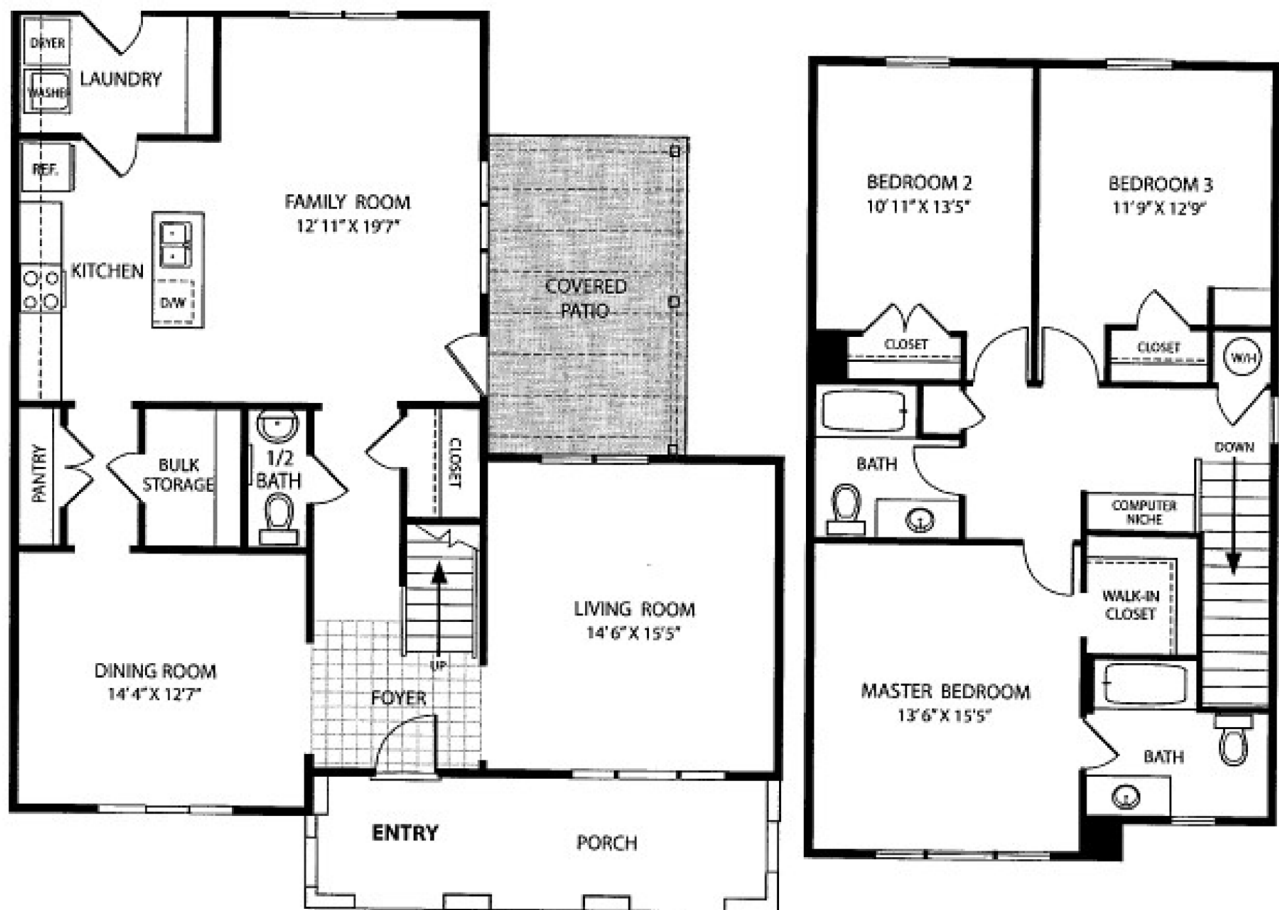 DRYER
LAUNDRY
WASHER
REF.
FAMILY ROOM
12' 11" X 19'7"
KITCHEN
D/W
COVERED
PATIO
PANTRY
BULK
STORAGE
1/2
BATH
CLOSET
UP
FOYER
DINING ROOM
14'4" X 12'7"
LIVING ROOM
14'6" X 15'5"
ENTRY
PORCH
BEDROOM 2
10' 11" X 13'5"
BEDROOM 3
11'9" X 12'9"
CLOSET
CLOSET
W/H
BATH
DOWN
COMPUTER
NICHE
WALK-IN
CLOSET
MASTER BEDROOM
13'6" X 15'5"
BATH